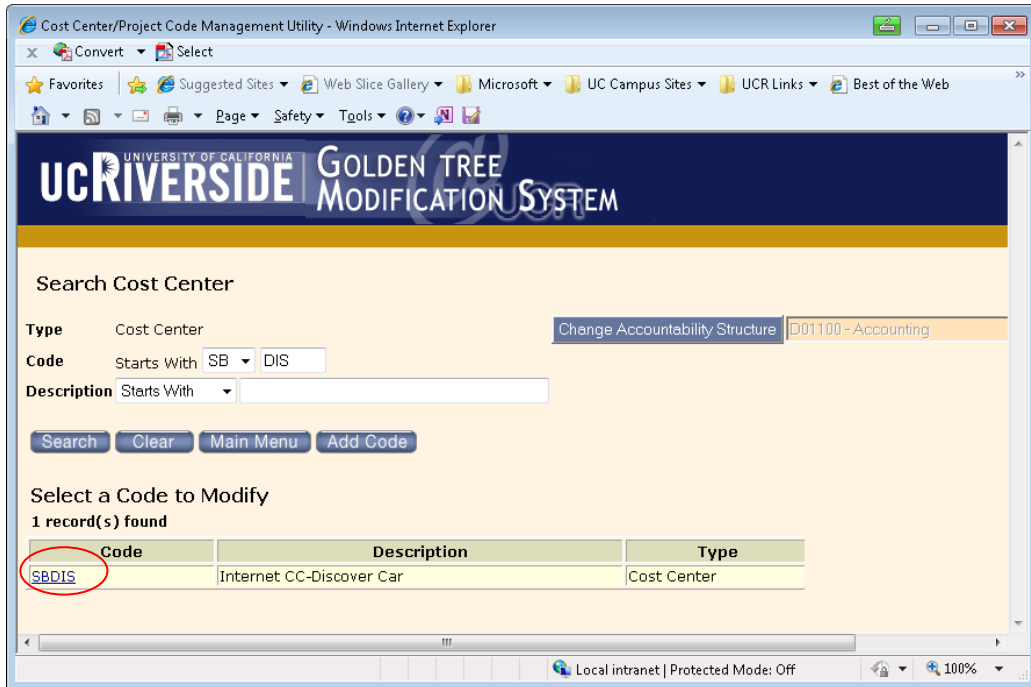 Cost Center/Project Code Management Utility - Windows Internet Explorer
x Convert Select
Favorites Suggested Sites Web Slice Gallery Microsoft UC Campus Sites UCR Links Best of the Web »
Page Safety Tools
UNIVERSITY OF CALIFORNIA
UCRIVERSIDE
GOLDEN TREE
MODIFICATION SYSTEM
@UCR
Search Cost Center
Type Cost Center Change Accountability Structure D01100 - Accounting
Code Starts With SB DIS
Description Starts With
Search Clear Main Menu Add Code
Select a Code to Modify
1 record(s) found
Code Description Type
SBDIS Internet CC-Discover Car Cost Center
Local intranet | Protected Mode: Off 100%